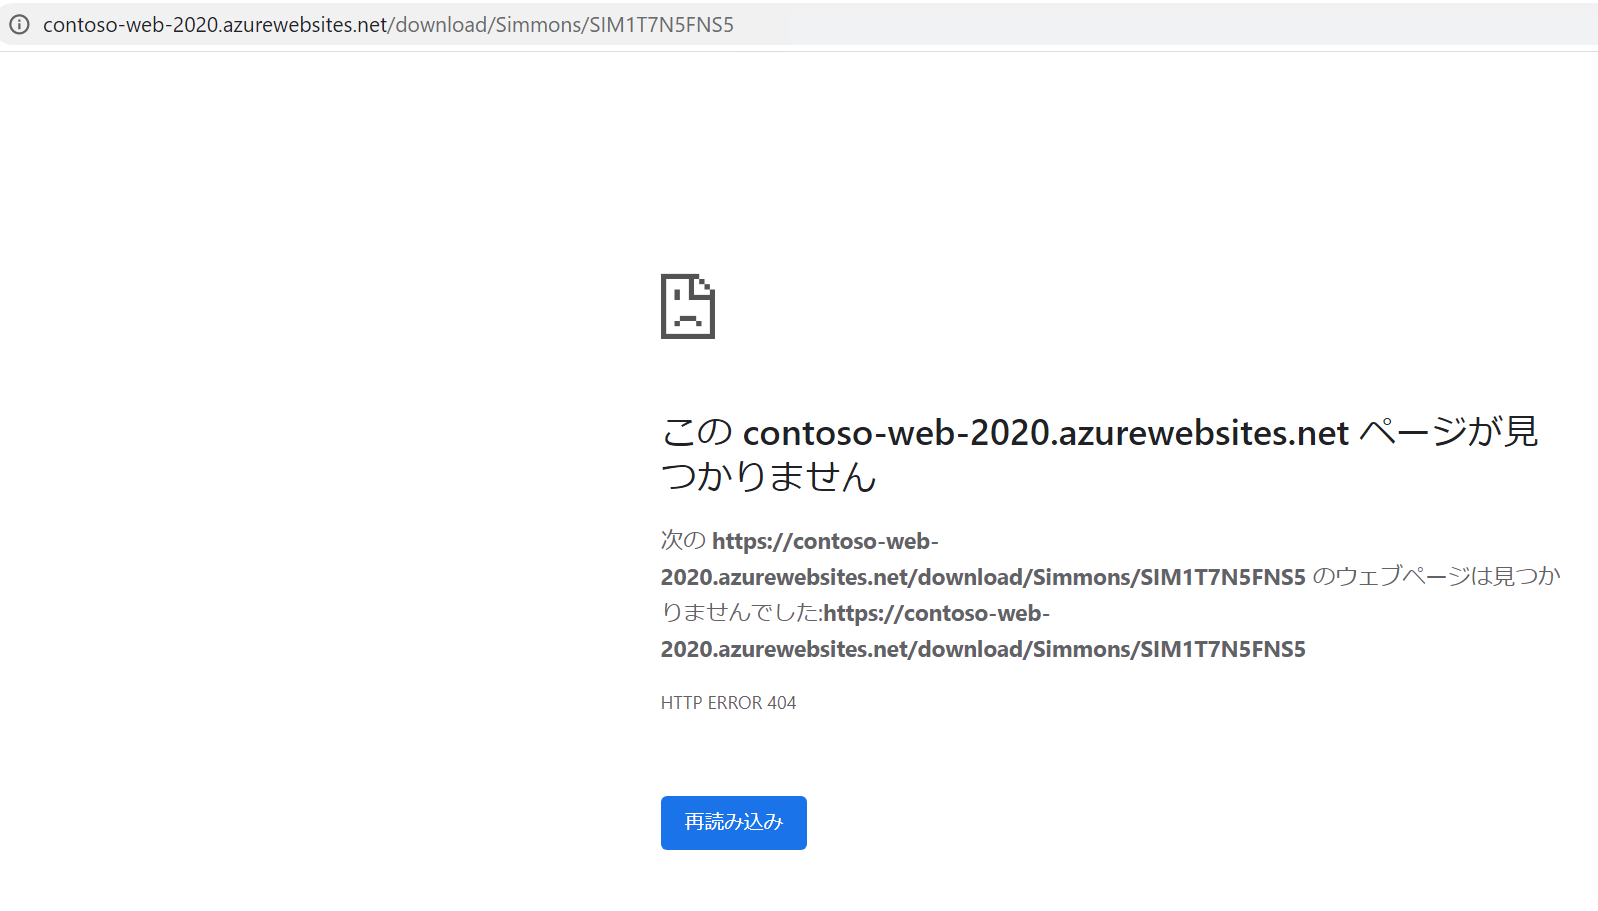 contoso-web-2020.azurewebsites.net/download/Simmons/SIM1T7N5FNS5
この contoso-web-2020.azurewebsites.net ページが見
つかりません
次の https://contoso-web-
2020.azurewebsites.net/download/Simmons/SIM1T7N5FNS5 のウェブページは見つか
りませんでした:https://contoso-web-
2020.azurewebsites.net/download/Simmons/SIM1T7N5FNS5
HTTP ERROR 404
再読み込み